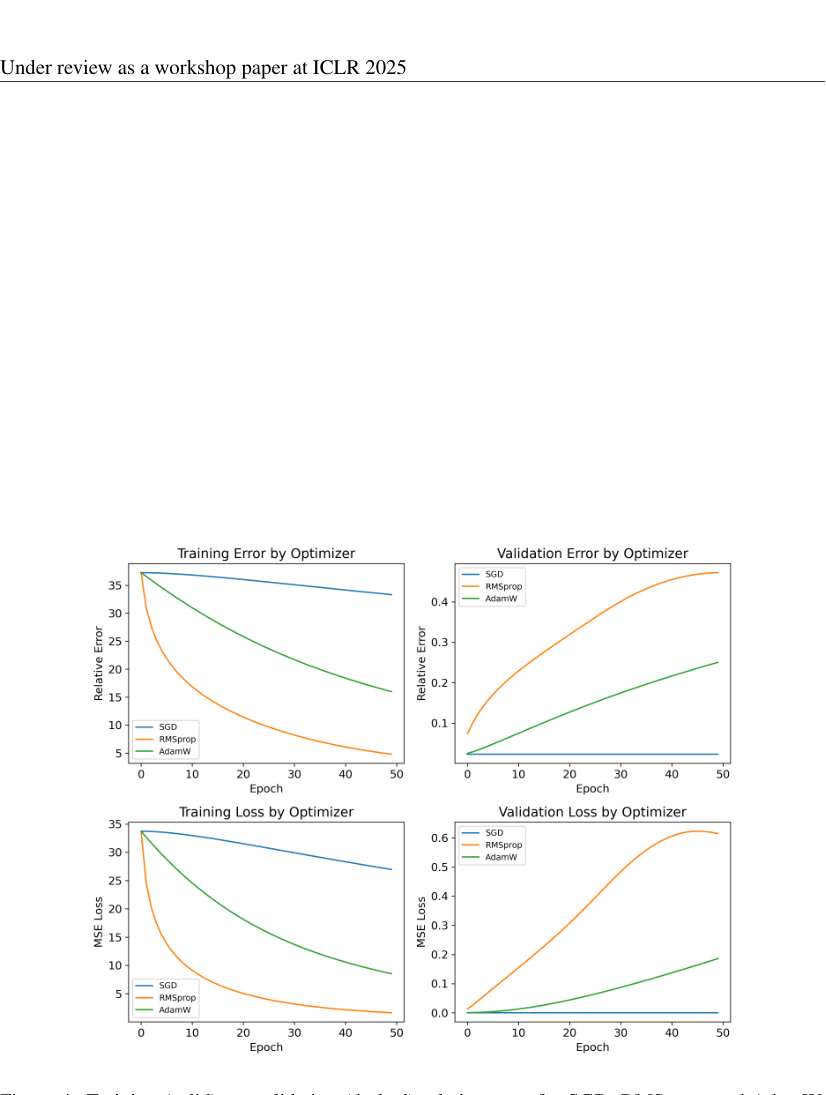 Under review as a workshop paper at ICLR 2025
Training Error by Optimizer
Relative Error
35
30
25
20
15
10
5
SGD
RMSprop
AdamW
0 10 20 30 40 50
Epoch
Validation Error by Optimizer
Relative Error
0.4
0.3
0.2
0.1
SGD
RMSprop
AdamW
0 10 20 30 40 50
Epoch
Training Loss by Optimizer
MSE Loss
35
30
25
20
15
10
5
SGD
RMSprop
AdamW
0 10 20 30 40 50
Epoch
Validation Loss by Optimizer
MSE Loss
0.6
0.5
0.4
0.3
0.2
0.1
0.0
SGD
RMSprop
AdamW
0 10 20 30 40 50
Epoch